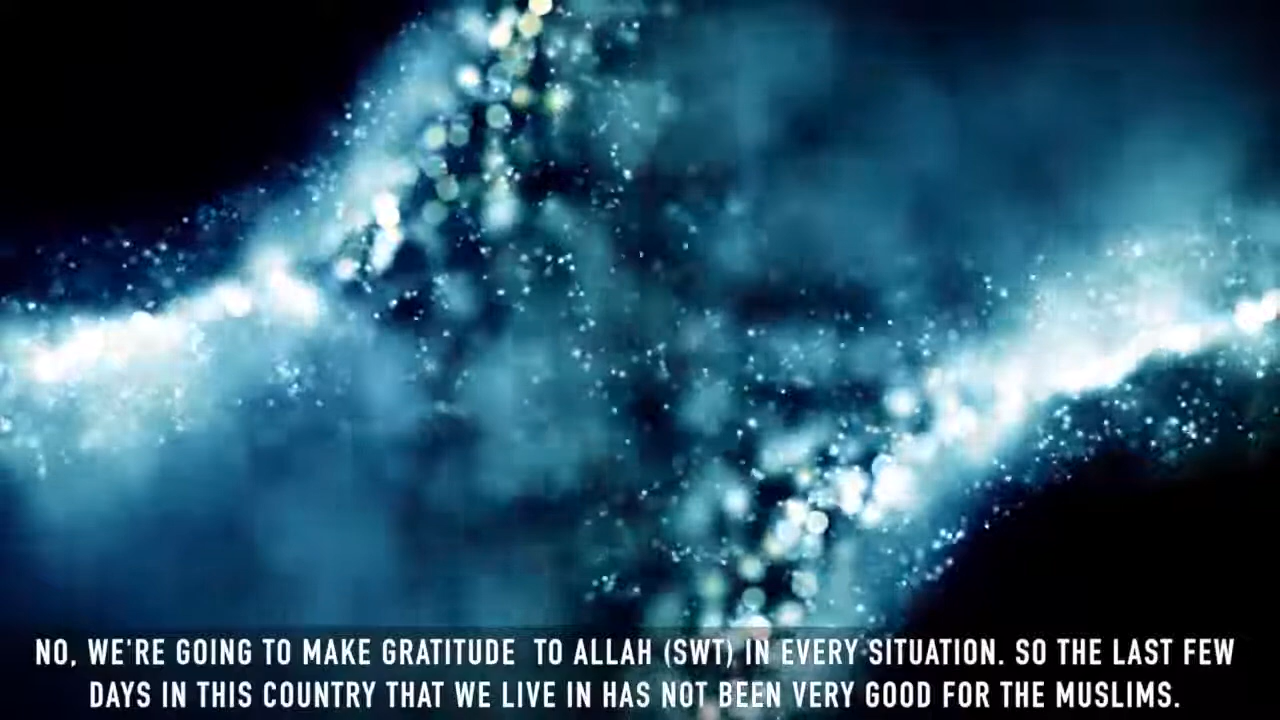 NO, WE'RE GOING TO MAKE GRATITUDE  TO ALLAH (SWT) IN EVERY SITUATION. SO THE LAST FEW
DAYS IN THIS COUNTRY THAT WE LIVE IN HAS NOT BEEN VERY GOOD FOR THE MUSLIMS.